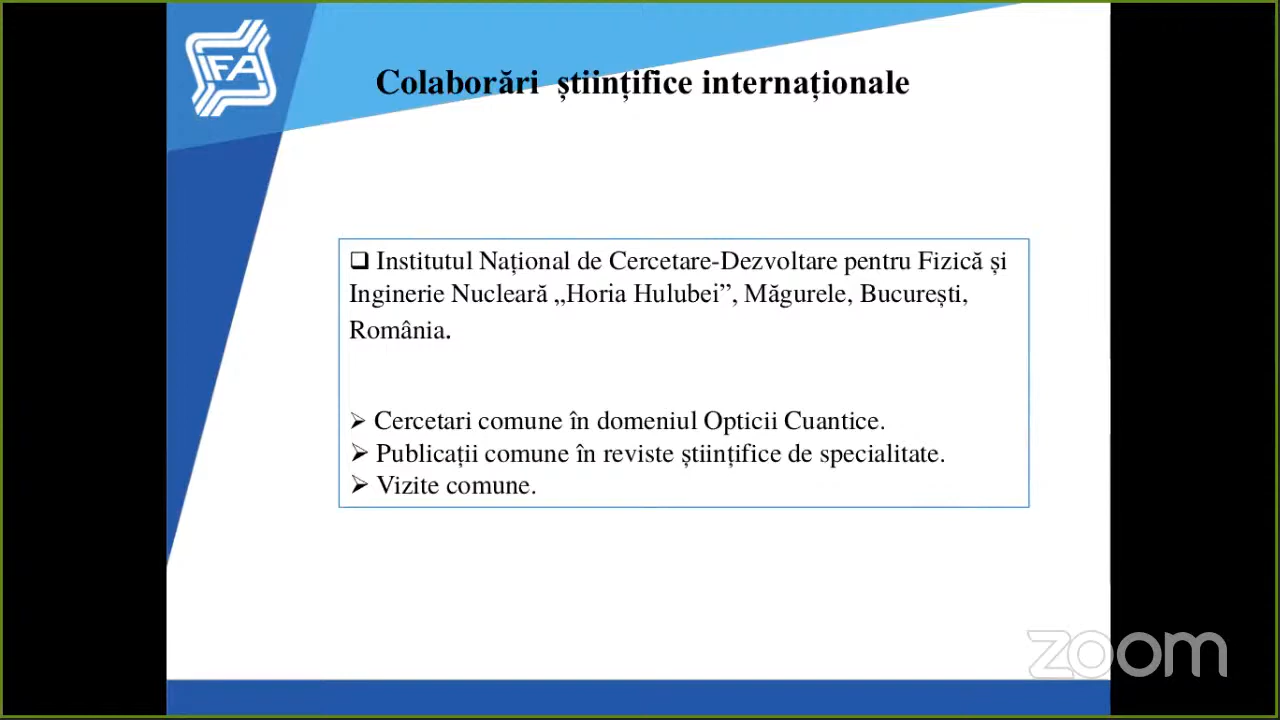 IFA
Colaborări științifice internaționale
❑ Institutul Național de Cercetare-Dezvoltare pentru Fizică și
Inginerie Nucleară „Horia Hulubei”, Măgurele, București,
România.
➢ Cercetari comune în domeniul Opticii Cuantice.
➢ Publicații comune în reviste științifice de specialitate.
➢ Vizite comune.
zoom